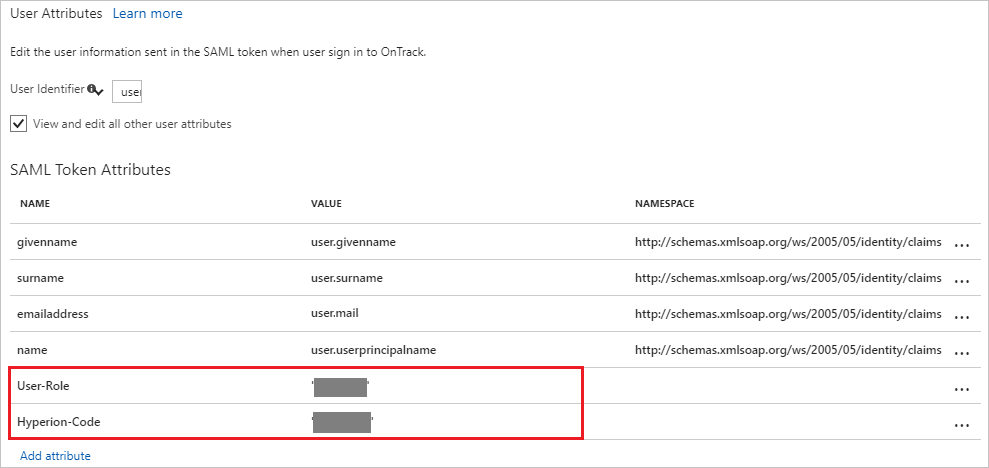 User Attributes Learn more
Edit the user information sent in the SAML token when user sign in to OnTrack.
User Identifier user
View and edit all other user attributes
SAML Token Attributes
NAME VALUE NAMESPACE
givenname user.givenname http://schemas.xmlsoap.org/ws/2005/05/identity/claims ...
surname user.surname http://schemas.xmlsoap.org/ws/2005/05/identity/claims ...
emailaddress user.mail http://schemas.xmlsoap.org/ws/2005/05/identity/claims ...
name user.userprincipalname http://schemas.xmlsoap.org/ws/2005/05/identity/claims ...
User-Role " " ...
Hyperion-Code " " ...
Add attribute